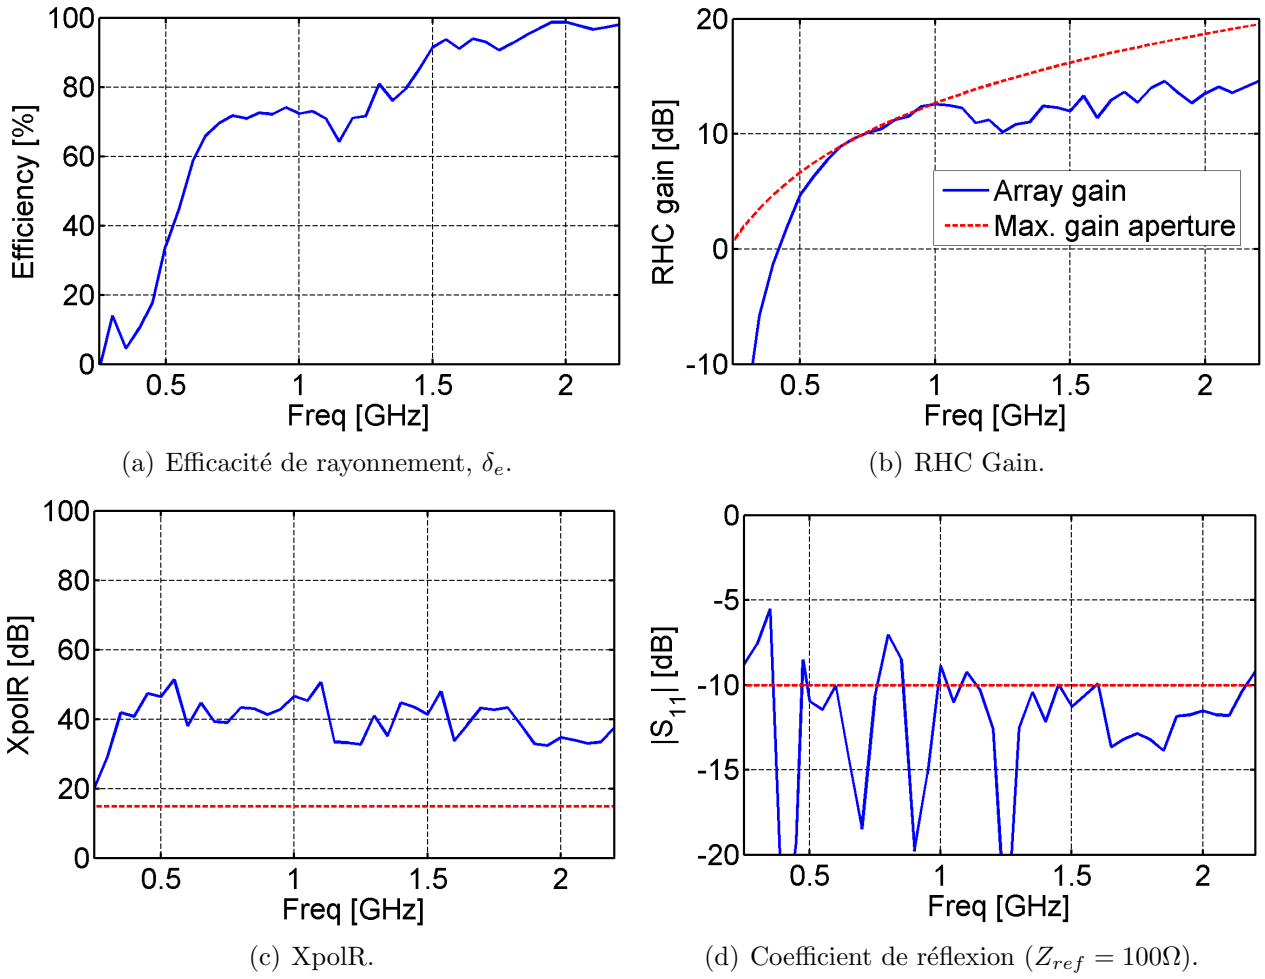 100
80
60
40
20
0
Efficiency [%]
0.5
1
1.5
2
Freq [GHz]
(a) Efficacité de rayonnement, δe.
20
10
0
-10
RHC gain [dB]
Array gain
Max. gain aperture
0.5
1
1.5
2
Freq [GHz]
(b) RHC Gain.
100
80
60
40
20
0
XpolR [dB]
0.5
1
1.5
2
Freq [GHz]
(c) XpolR.
0
-5
-10
-15
-20
|S11| [dB]
0.5
1
1.5
2
Freq [GHz]
(d) Coefficient de réflexion (Zref = 100Ω).